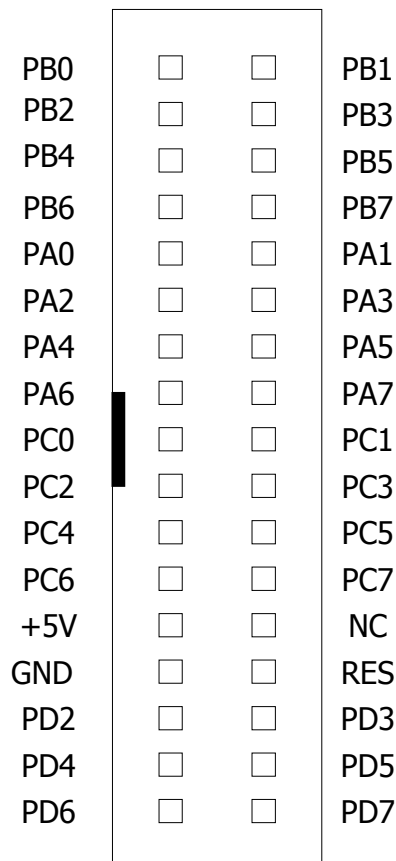 PB0 PB1
PB2 PB3
PB4 PB5
PB6 PB7
PA0 PA1
PA2 PA3
PA4 PA5
PA6 PA7
PC0 PC1
PC2 PC3
PC4 PC5
PC6 PC7
+5V NC
GND RES
PD2 PD3
PD4 PD5
PD6 PD7